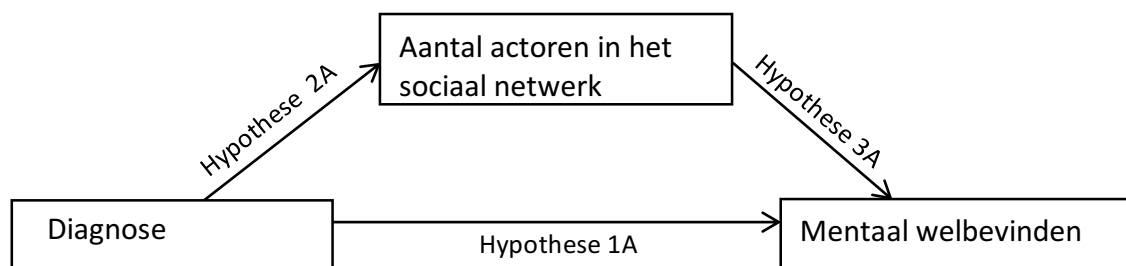 Aantal actoren in het
sociaal netwerk
Hypothese 2A
Hypothese 3A
Diagnose
Hypothese 1A
Mentaal welbevinden